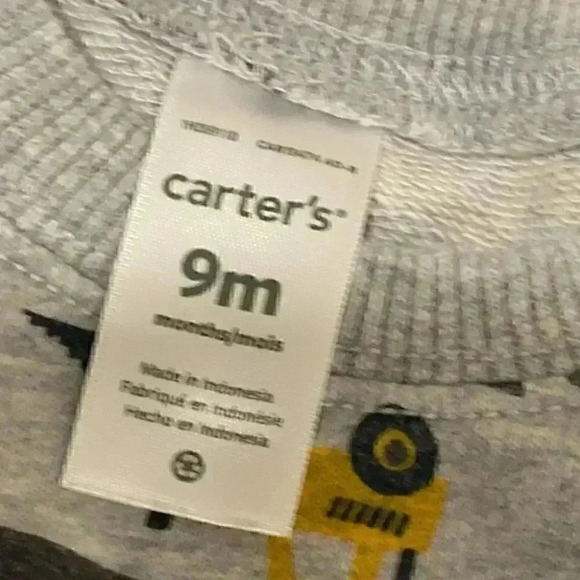 carter's
9m
months/mois
Made in Indonesia
Fabriqué en Indonésie
Hecho en Indonesia